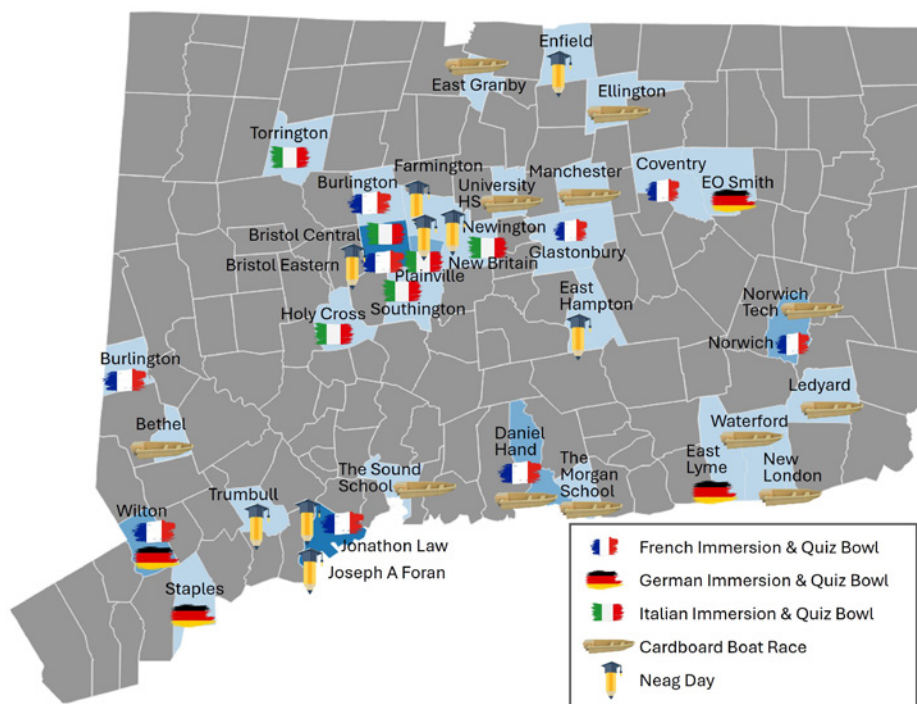 Enfield
East Granby
Ellington
Torrington
Farmington
Burlington
University
HS
Manchester
Coventry
EO Smith
Bristol Central
Newington
Glastonbury
Bristol Eastern
Plainville
New Britain
Southington
East
Hampton
Norwich
Tech
Holy Cross
Norwich
Burlington
Ledyard
Bethel
Daniel
Hand
Waterford
East
Lyme
The
Morgan
School
New
London
The Sound
School
Trumbull
Wilton
Jonathon Law
Joseph A Foran
Staples
French Immersion & Quiz Bowl
German Immersion & Quiz Bowl
Italian Immersion & Quiz Bowl
Cardboard Boat Race
Neag Day